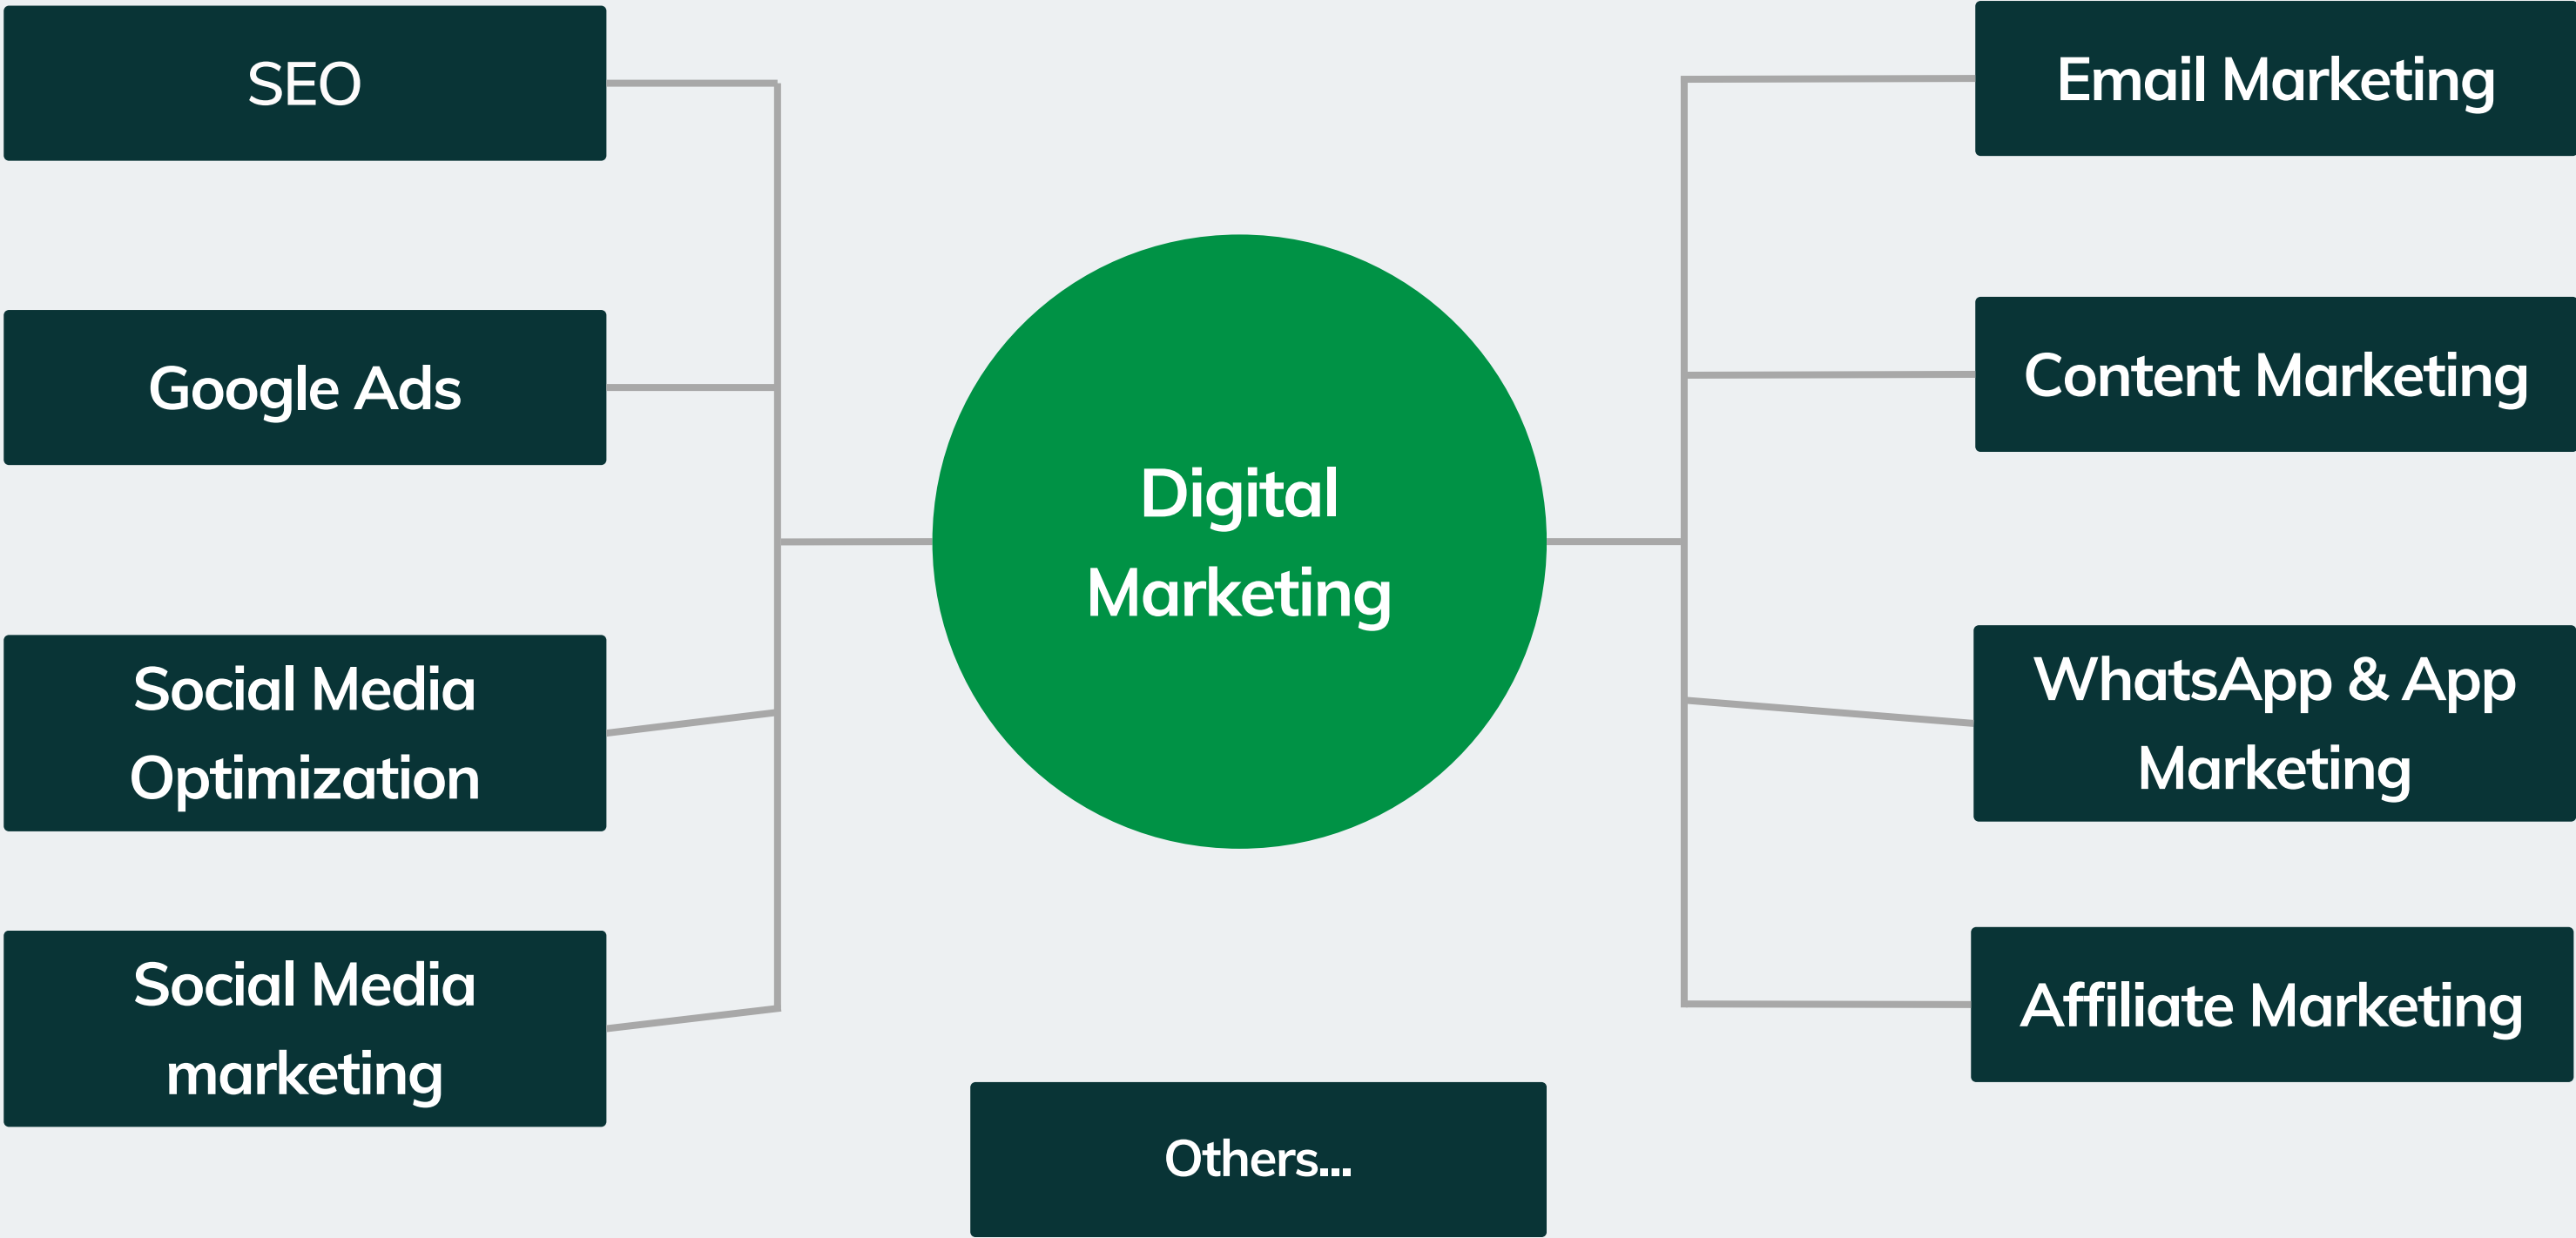 SEO
Google Ads
Social Media
Optimization
Social Media
marketing
Digital
Marketing
Others...
Email Marketing
Content Marketing
WhatsApp & App
Marketing
Affiliate Marketing